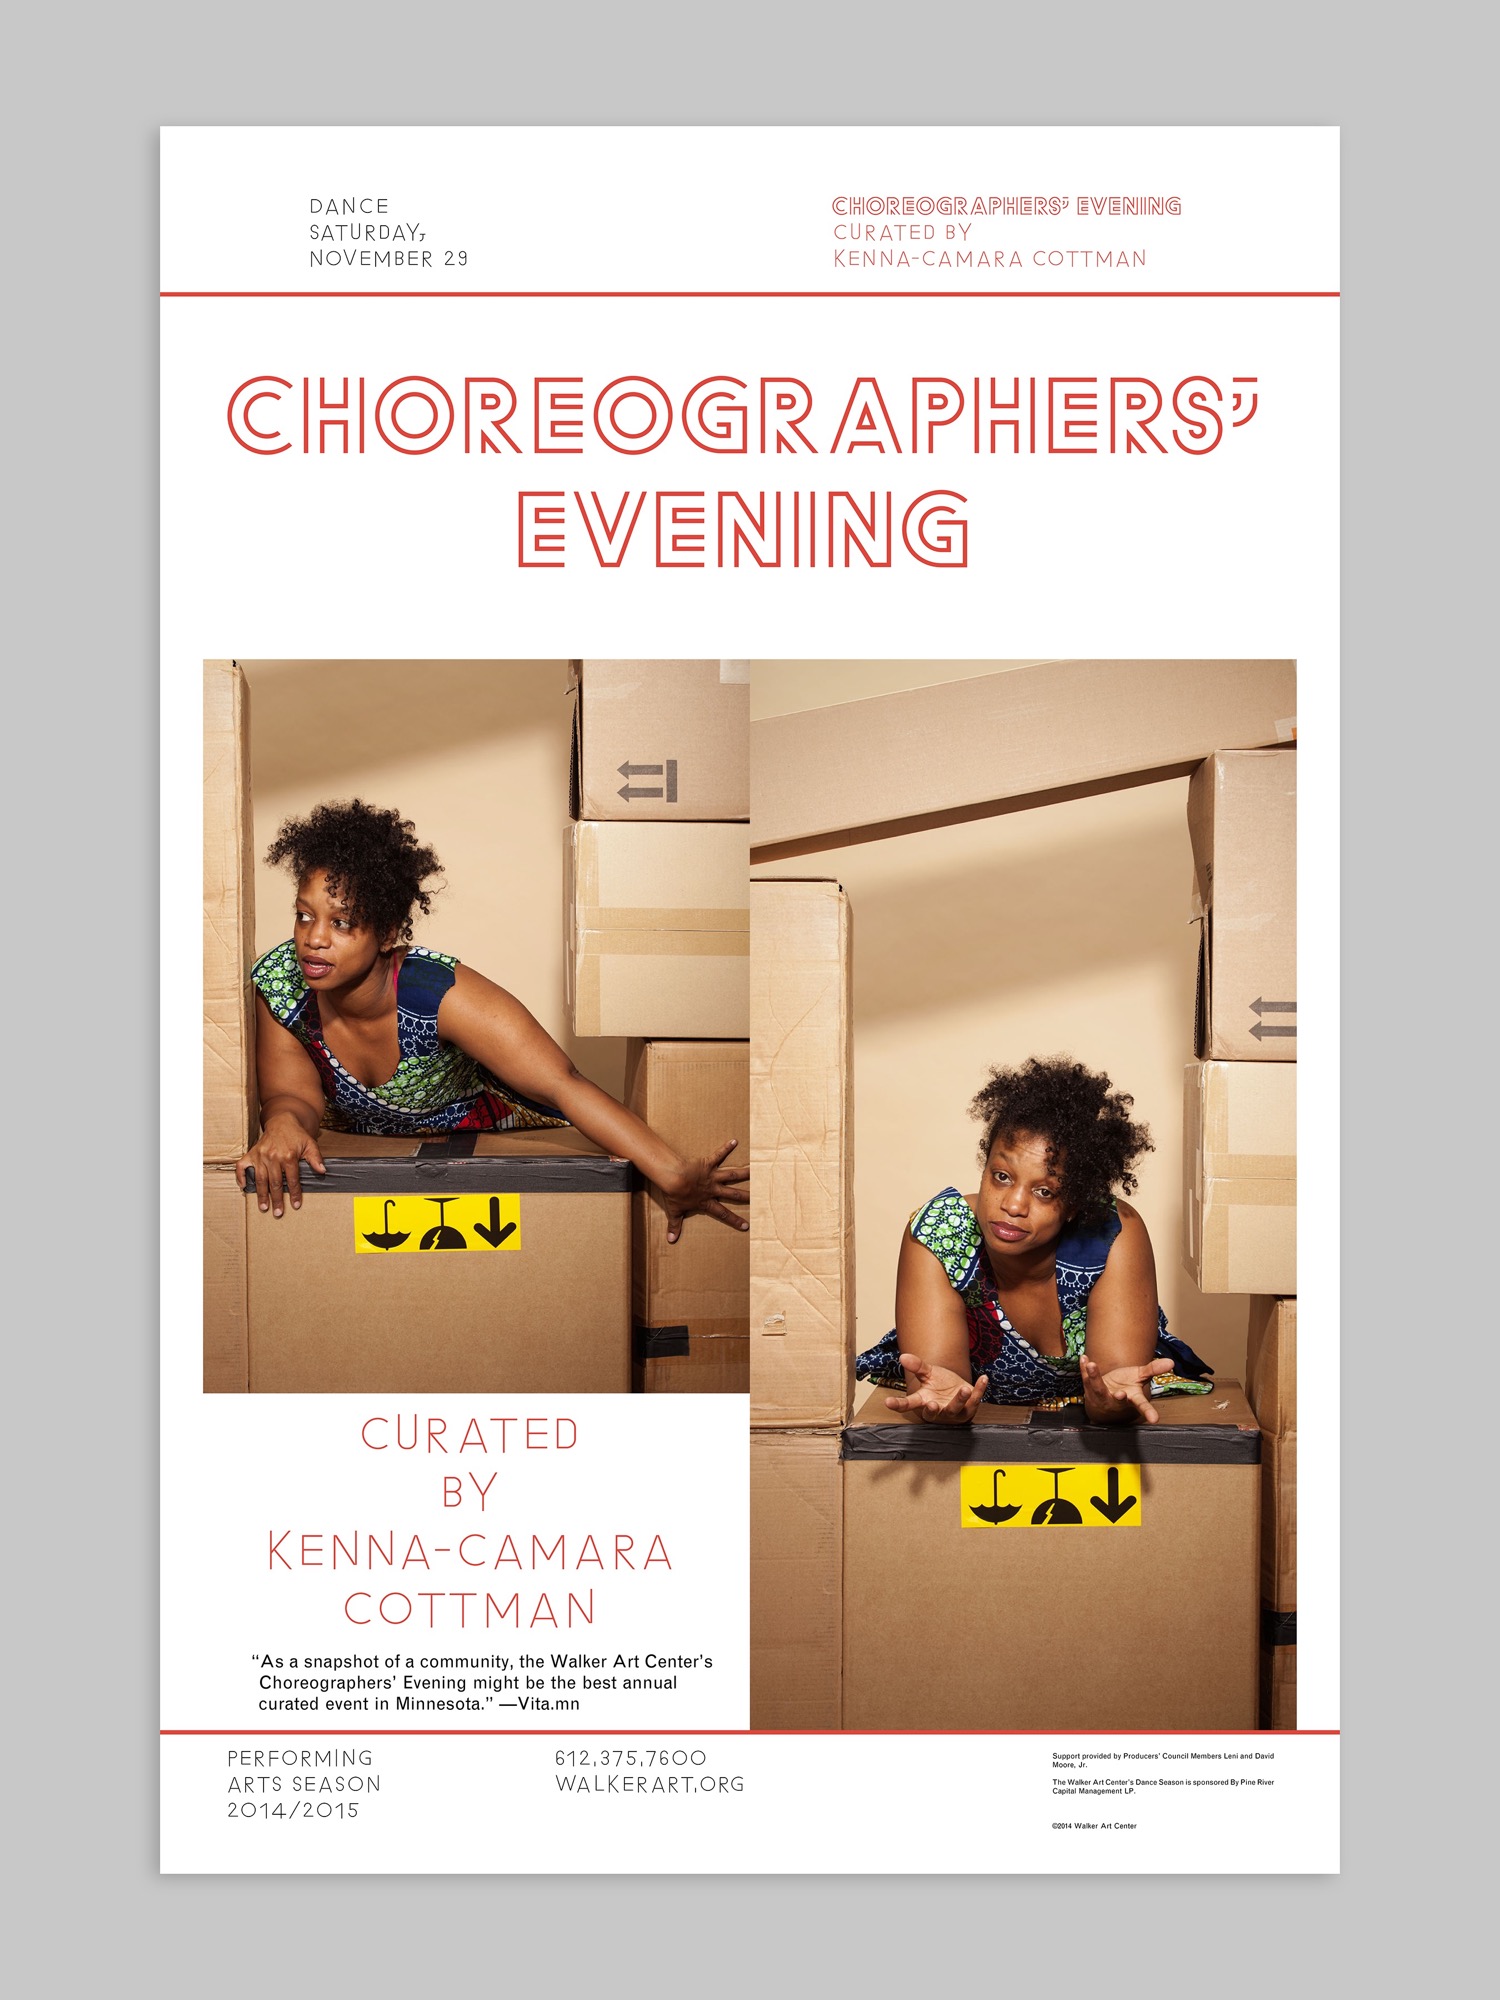 DANCE
SATURDAY,
NOVEMBER 29
CHOREOGRAPHERS' EVENING
CURATED BY
KENNA-CAMARA COTTMAN
CHOREOGRAPHERS'
EVENING
CURATED
BY
KENNA-CAMARA
COTTMAN
“As a snapshot of a community, the Walker Art Center’s
Choreographers’ Evening might be the best annual
curated event in Minnesota.” —Vita.mn
PERFORMING
ARTS SEASON
2014/2015
612.375.7600
WALKERART.ORG
Support provided by Producers’ Council Members Leni and David
Moore, Jr.
The Walker Art Center’s Dance Season is sponsored By Pine River
Capital Management LP.
©2014 Walker Art Center